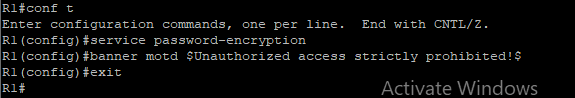 R1#conf t
Enter configuration commands, one per line.  End with CNTL/Z.
R1(config)#service password-encryption
R1(config)#banner motd $Unauthorized access strictly prohibited!$
R1(config)#exit
R1#
Activate Windows